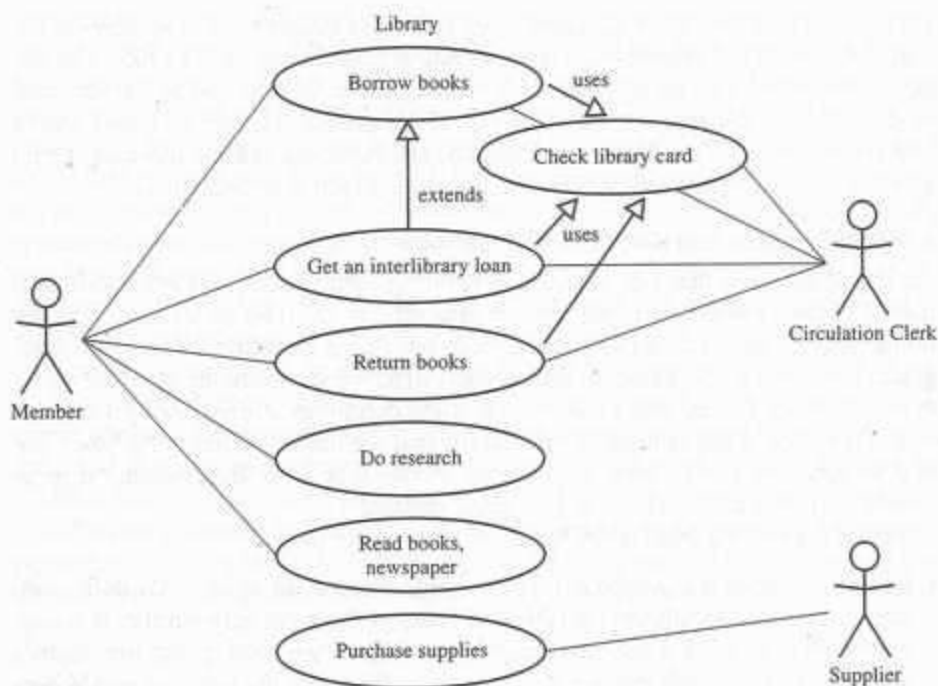 Library
Borrow books
uses
Check library card
extends
uses
Get an interlibrary loan
Circulation Clerk
Return books
Member
Do research
Read books,
newspaper
Purchase supplies
Supplier